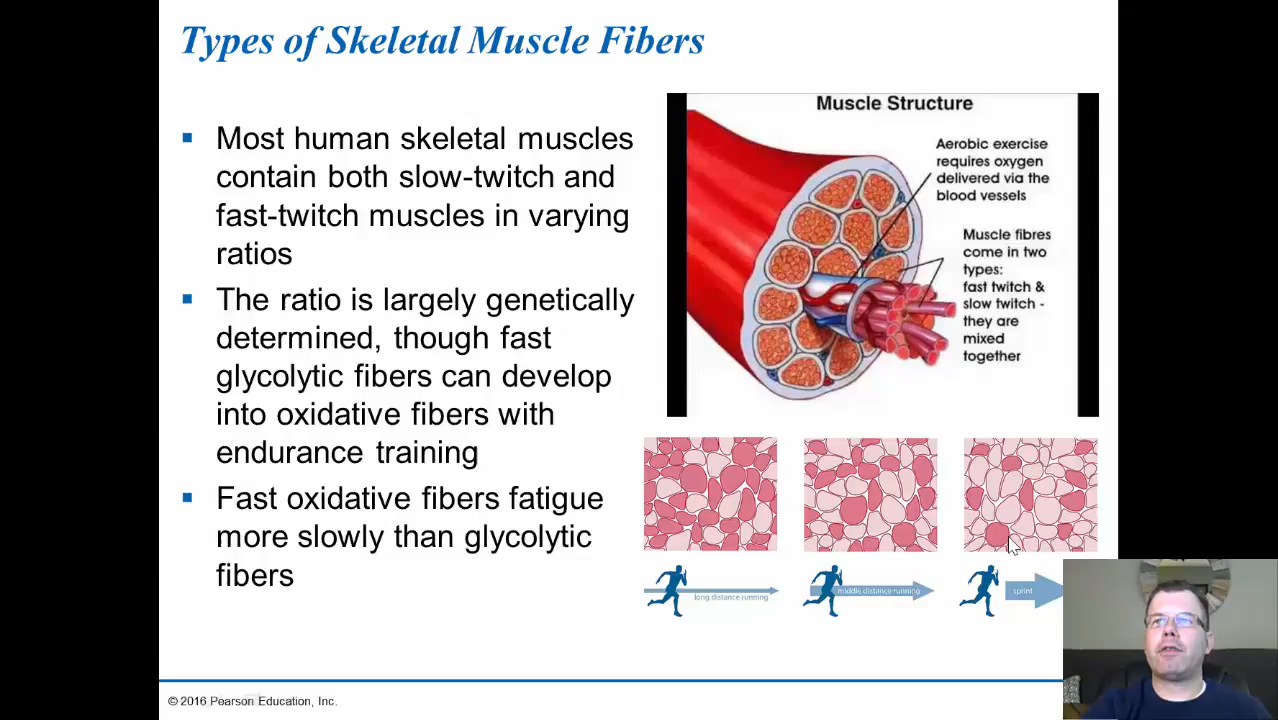 Types of Skeletal Muscle Fibers
Most human skeletal muscles
contain both slow-twitch and
fast-twitch muscles in varying
ratios
The ratio is largely genetically
determined, though fast
glycolytic fibers can develop
into oxidative fibers with
endurance training
Fast oxidative fibers fatigue
more slowly than glycolytic
fibers
Muscle Structure
Aerobic exercise
requires oxygen
delivered via the
blood vessels
Muscle fibres
come in two
types:
fast twitch &
slow twitch -
they are
mixed
together
long distance running
middle distance running
sprint
© 2016 Pearson Education, Inc.